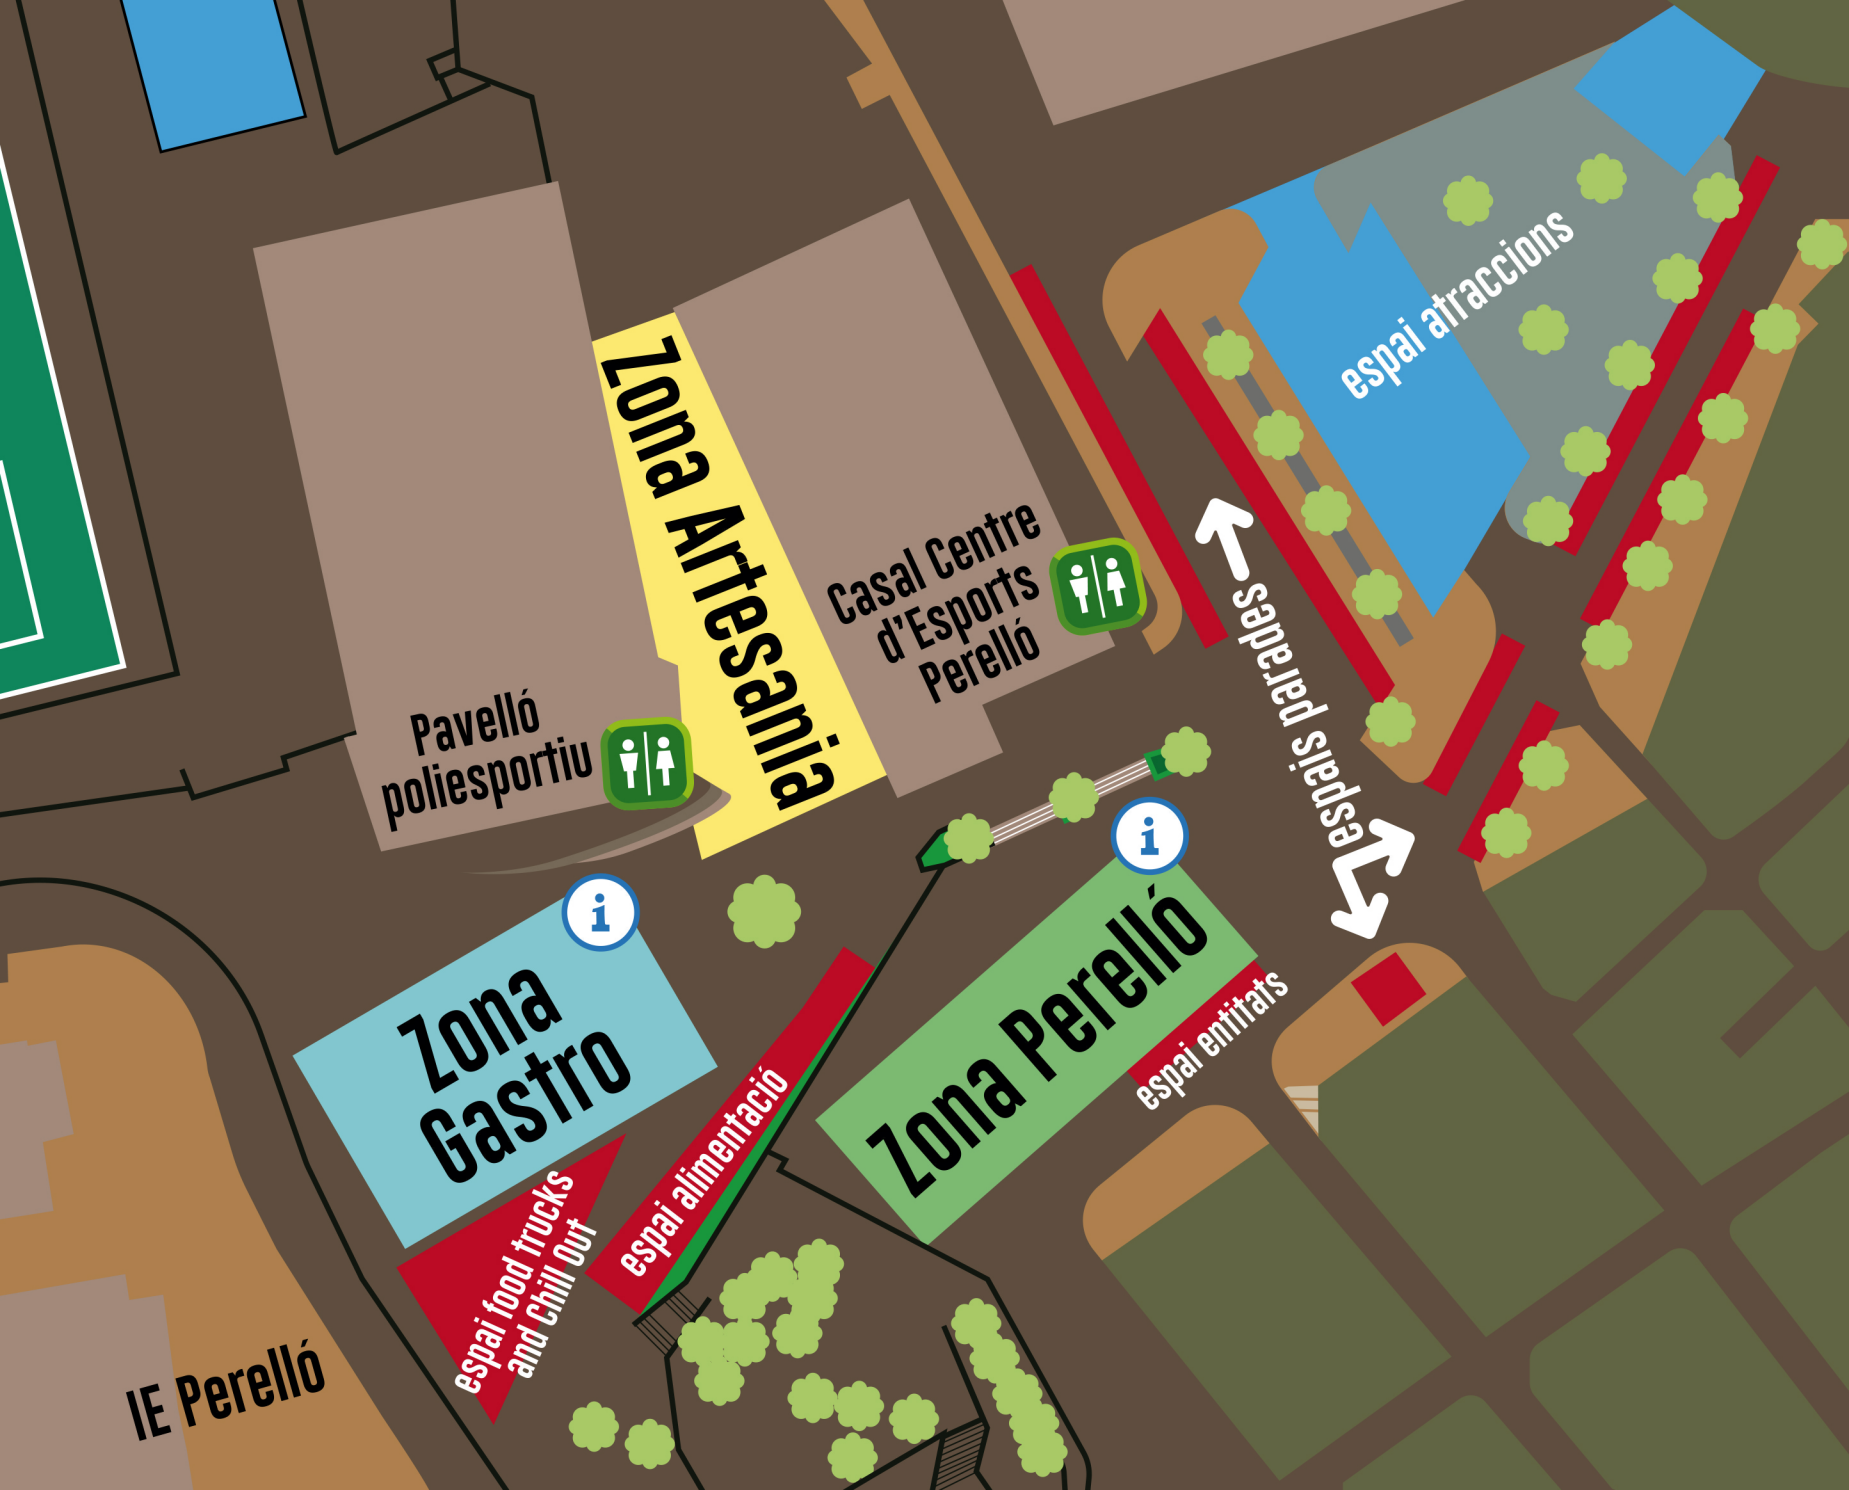 espai atraccions
Zona Artesania
Casal Centre
d'Esports
Perelló
Pavelló
poliesportiu
espais parades
i
i
Zona
Gastro
Zona Perelló
espai entitats
espai alimentació
espai food trucks
and Chill Out
IE Perelló